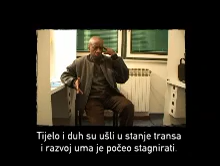 Tijelo i duh su ušli u stanje transa
i razvoj uma je počeo stagnirati.